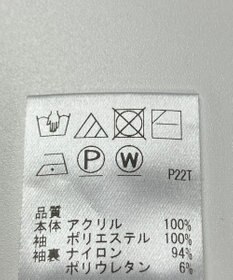 P W P22T
品質
本体 アクリル 100%
袖 ポリエステル 100%
袖裏 ナイロン 94%
ポリウレタン 6%